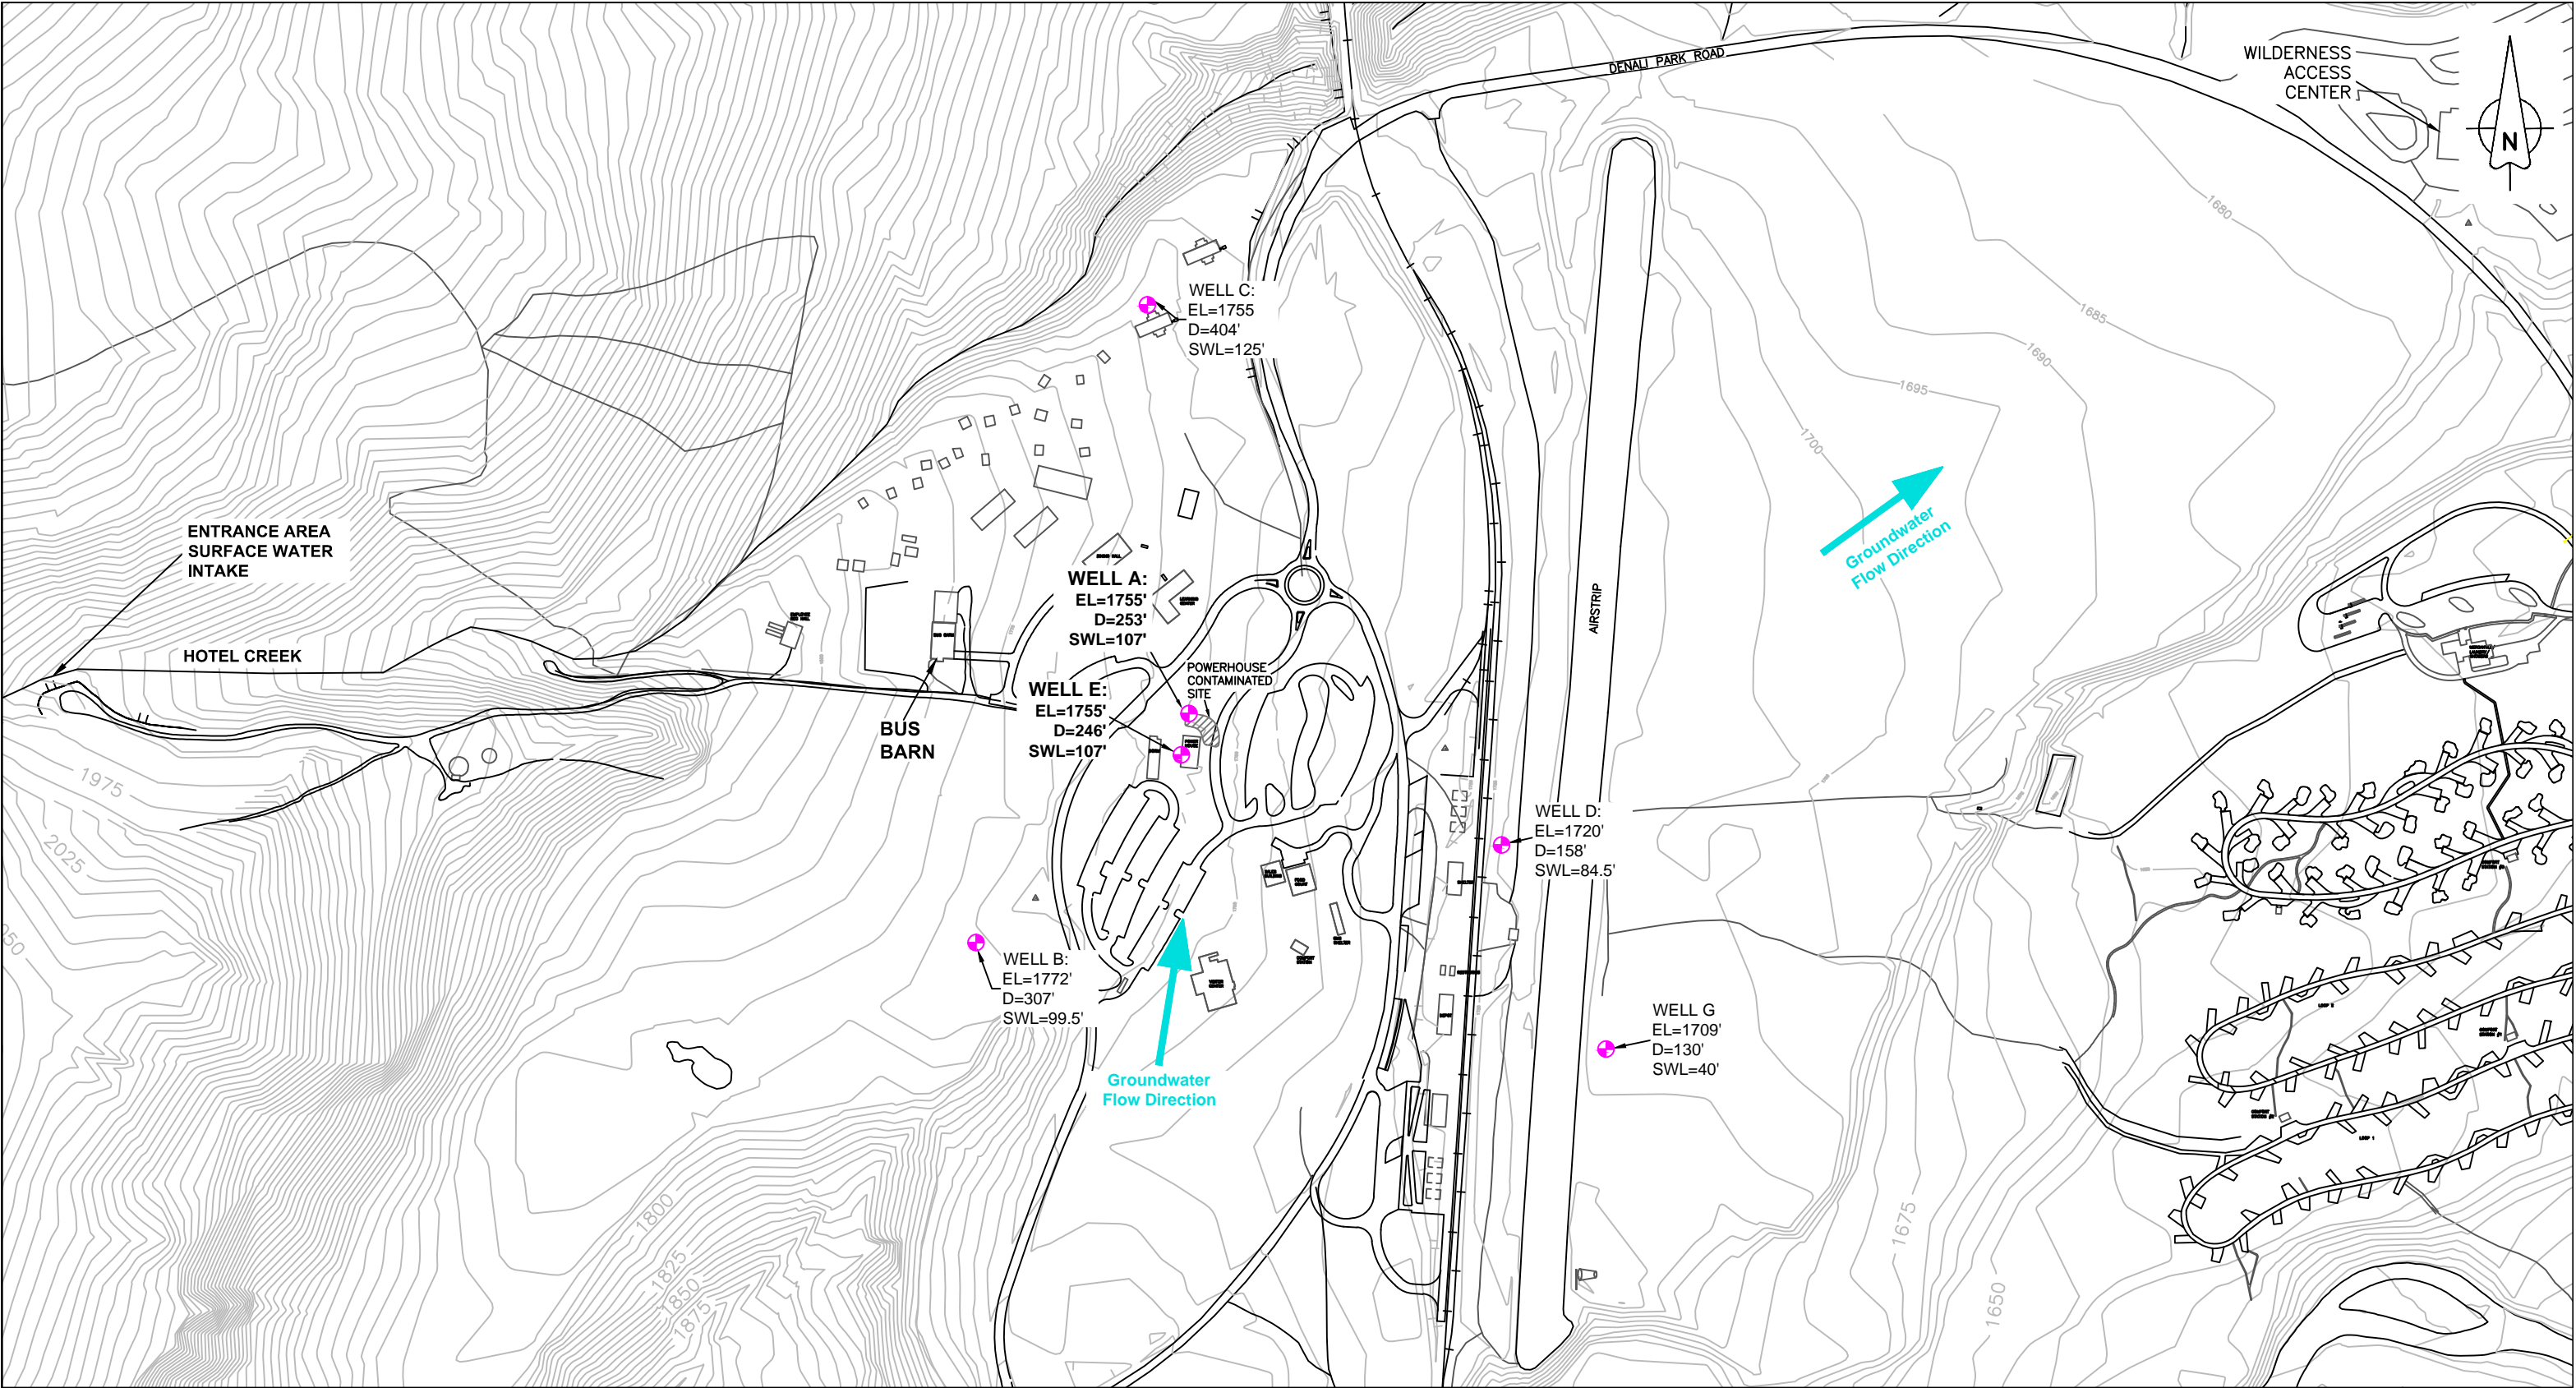 DENALI PARK ROAD
WILDERNESS
ACCESS
CENTER
N
1680
1685
1690
1695
1700
WELL C:
EL=1755
D=404'
SWL=125'
ENTRANCE AREA
SURFACE WATER
INTAKE
HOTEL CREEK
Groundwater
Flow Direction
AIRSTRIP
WELL A:
EL=1755'
D=253'
SWL=107'
POWERHOUSE
CONTAMINATED
SITE
WELL E:
EL=1755'
D=246'
SWL=107'
BUS
BARN
1975
2025
WELL D:
EL=1720'
D=158'
SWL=84.5'
WELL B:
EL=1772'
D=307'
SWL=99.5'
WELL G
EL=1709'
D=130'
SWL=40'
Groundwater
Flow Direction
1800
1825
1850
1875
1675
1650
LOOP 1